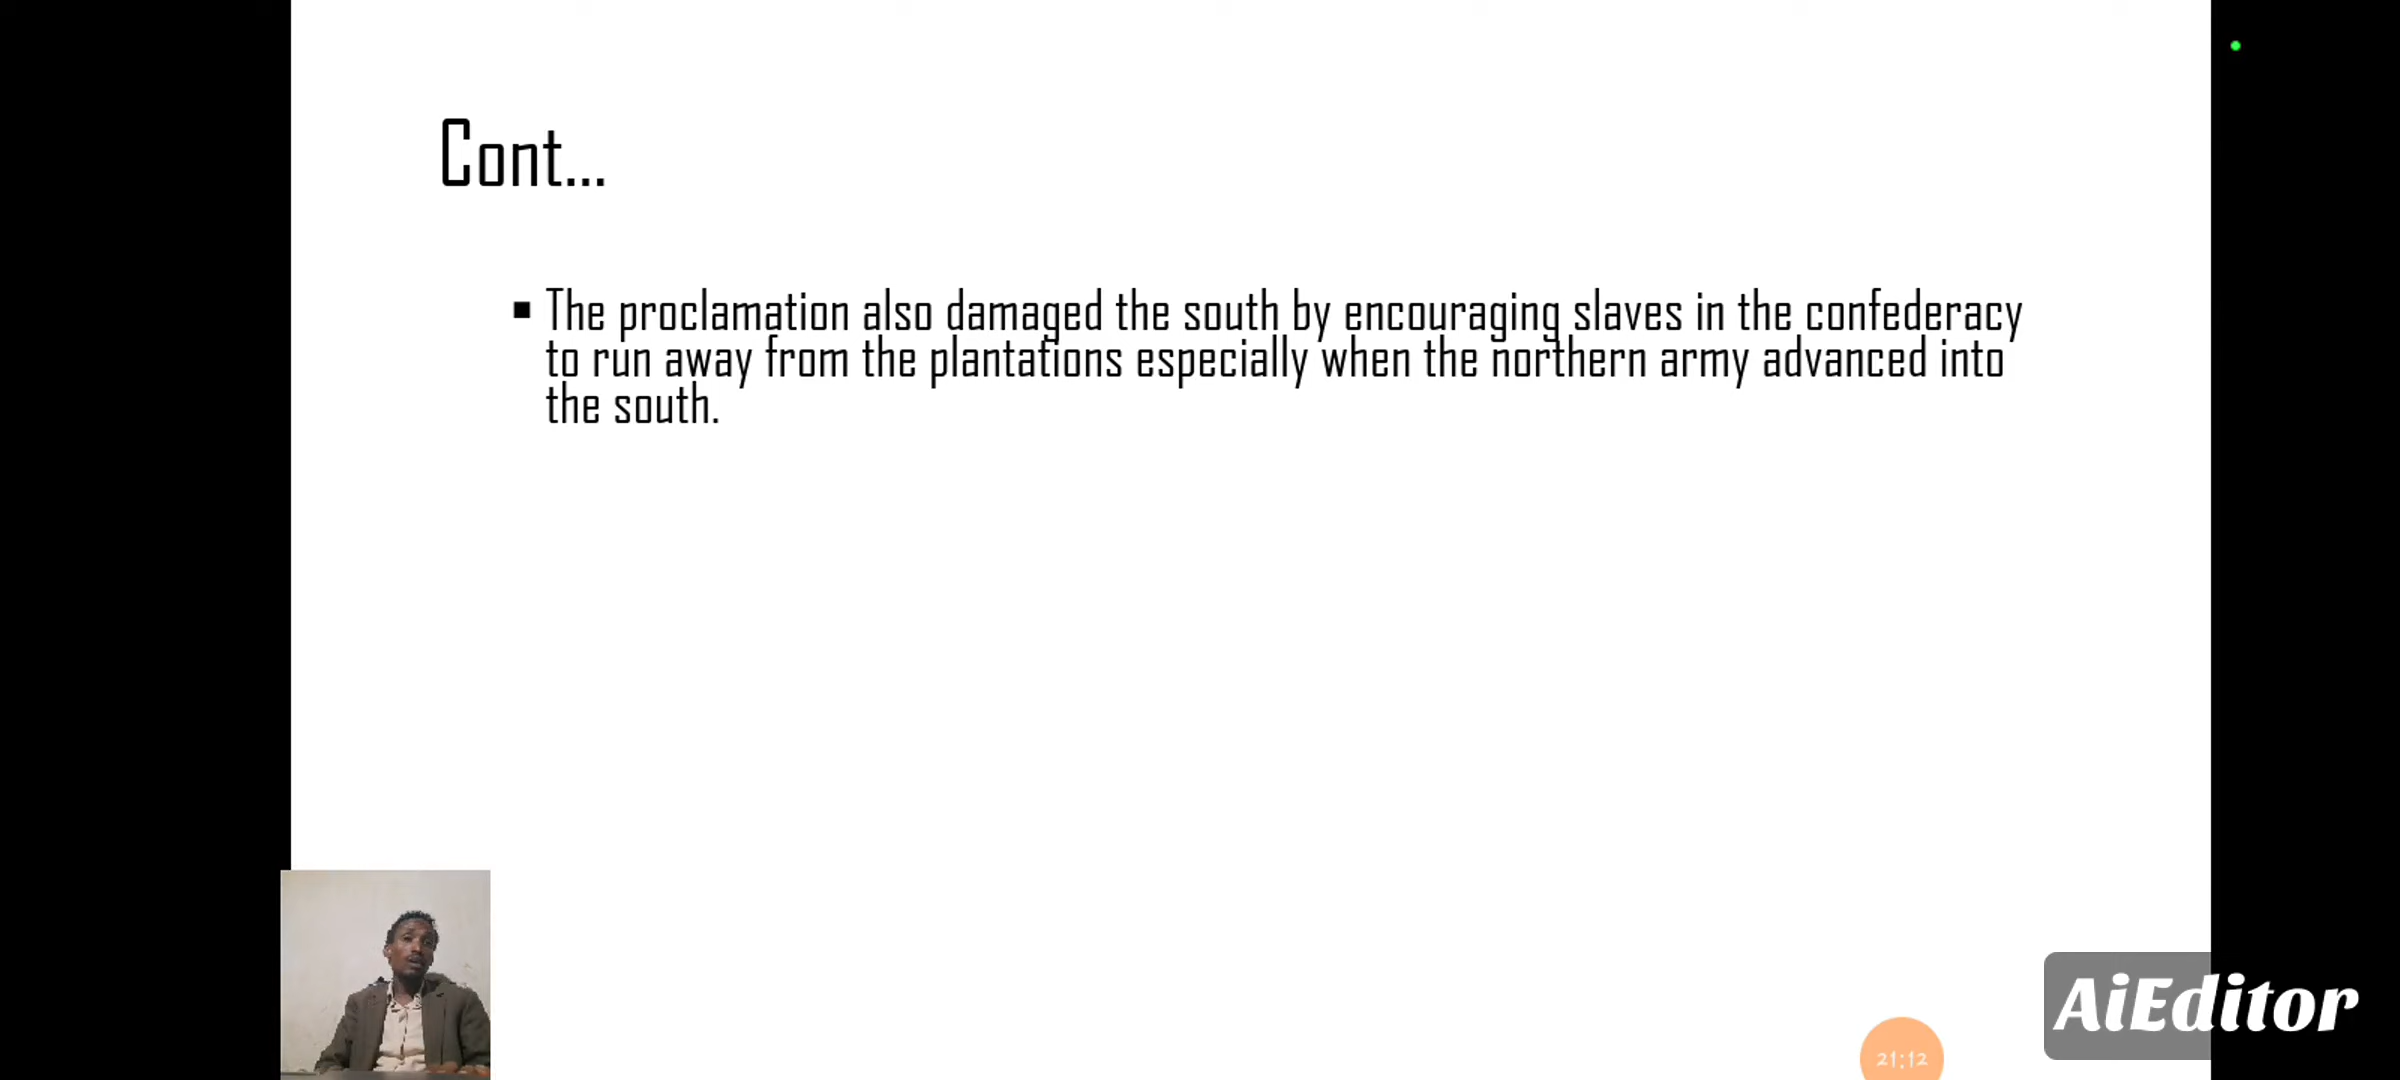 Cont...
▪ The proclamation also damaged the south by encouraging slaves in the confederacy
to run away from the plantations especially when the northern army advanced into
the south.
21:12
AiEditor